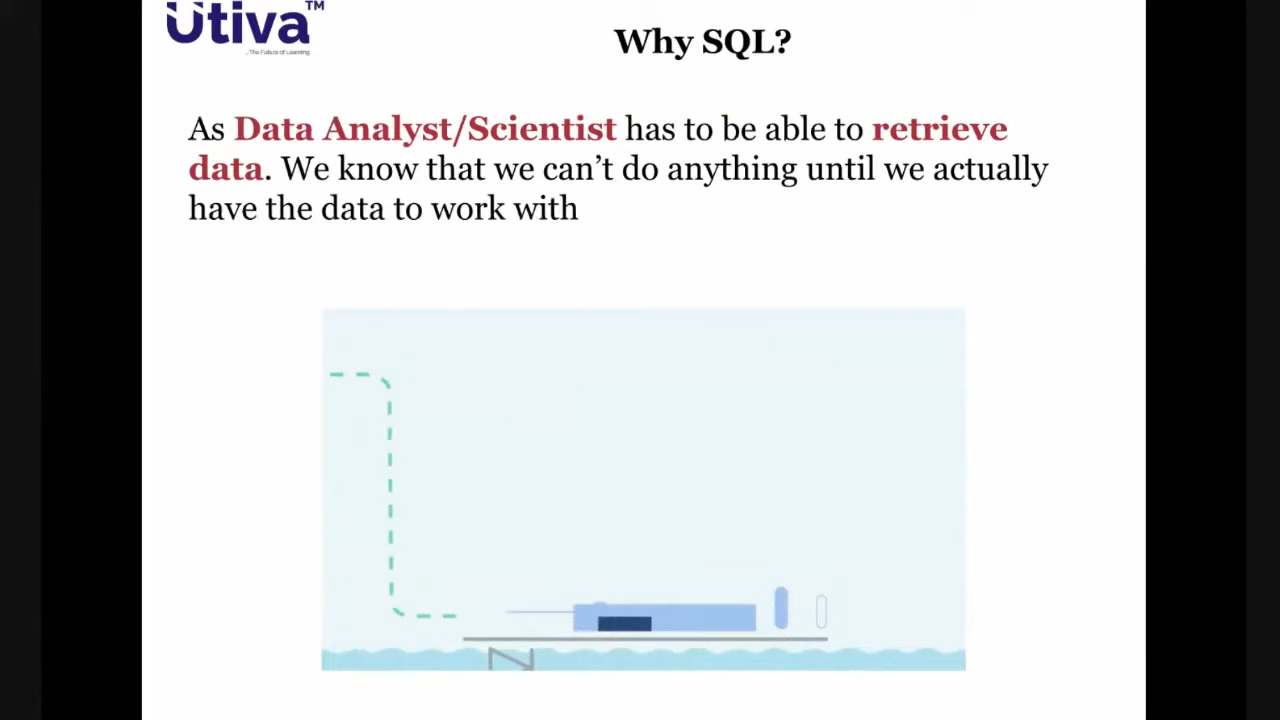 Utiva™
...The Future of Learning
Why SQL?
As Data Analyst/Scientist has to be able to retrieve
data. We know that we can’t do anything until we actually
have the data to work with